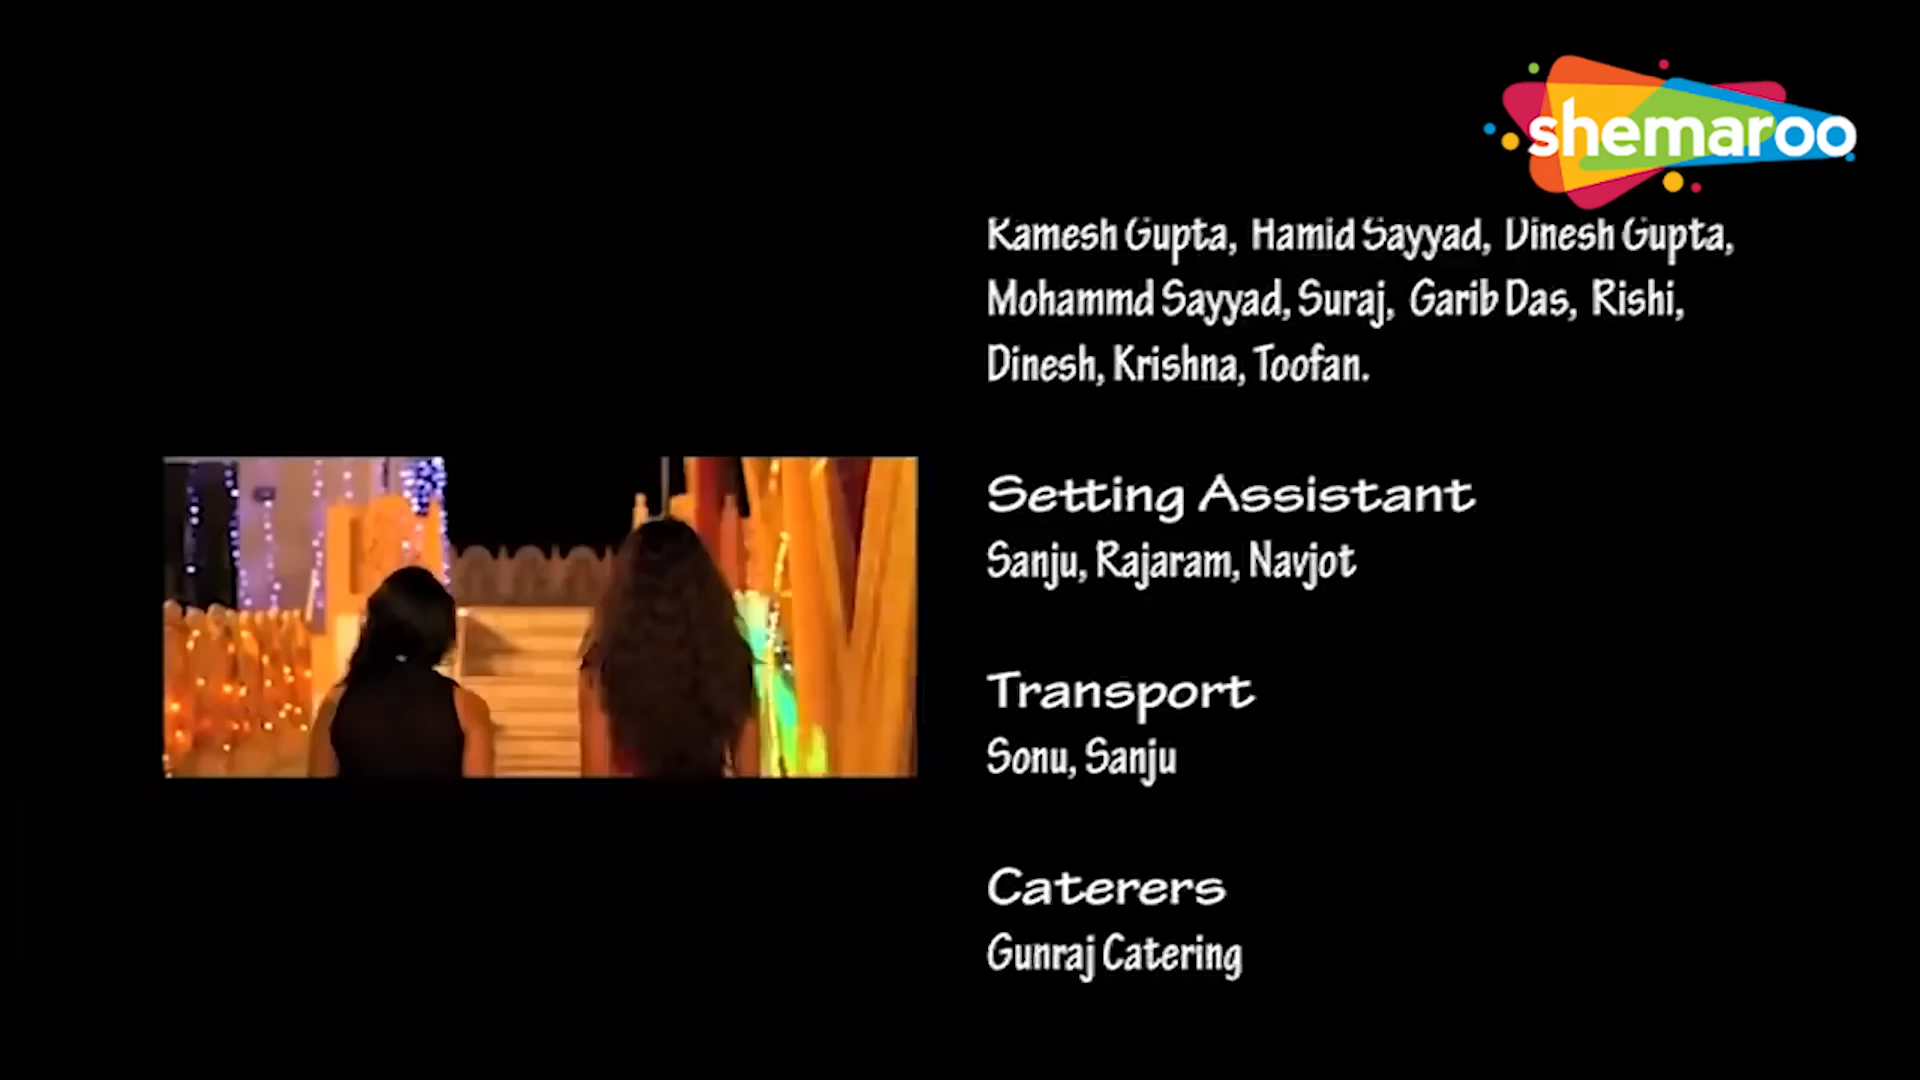 shemaroo
Kamesh Gupta, Hamid Sayyad, Dinesh Gupta,
Mohammd Sayyad, Suraj, Garib Das, Rishi,
Dinesh, Krishna, Toofan.
Setting Assistant
Sanju, Rajaram, Navjot
Transport
Sonu, Sanju
Caterers
Gunraj Catering